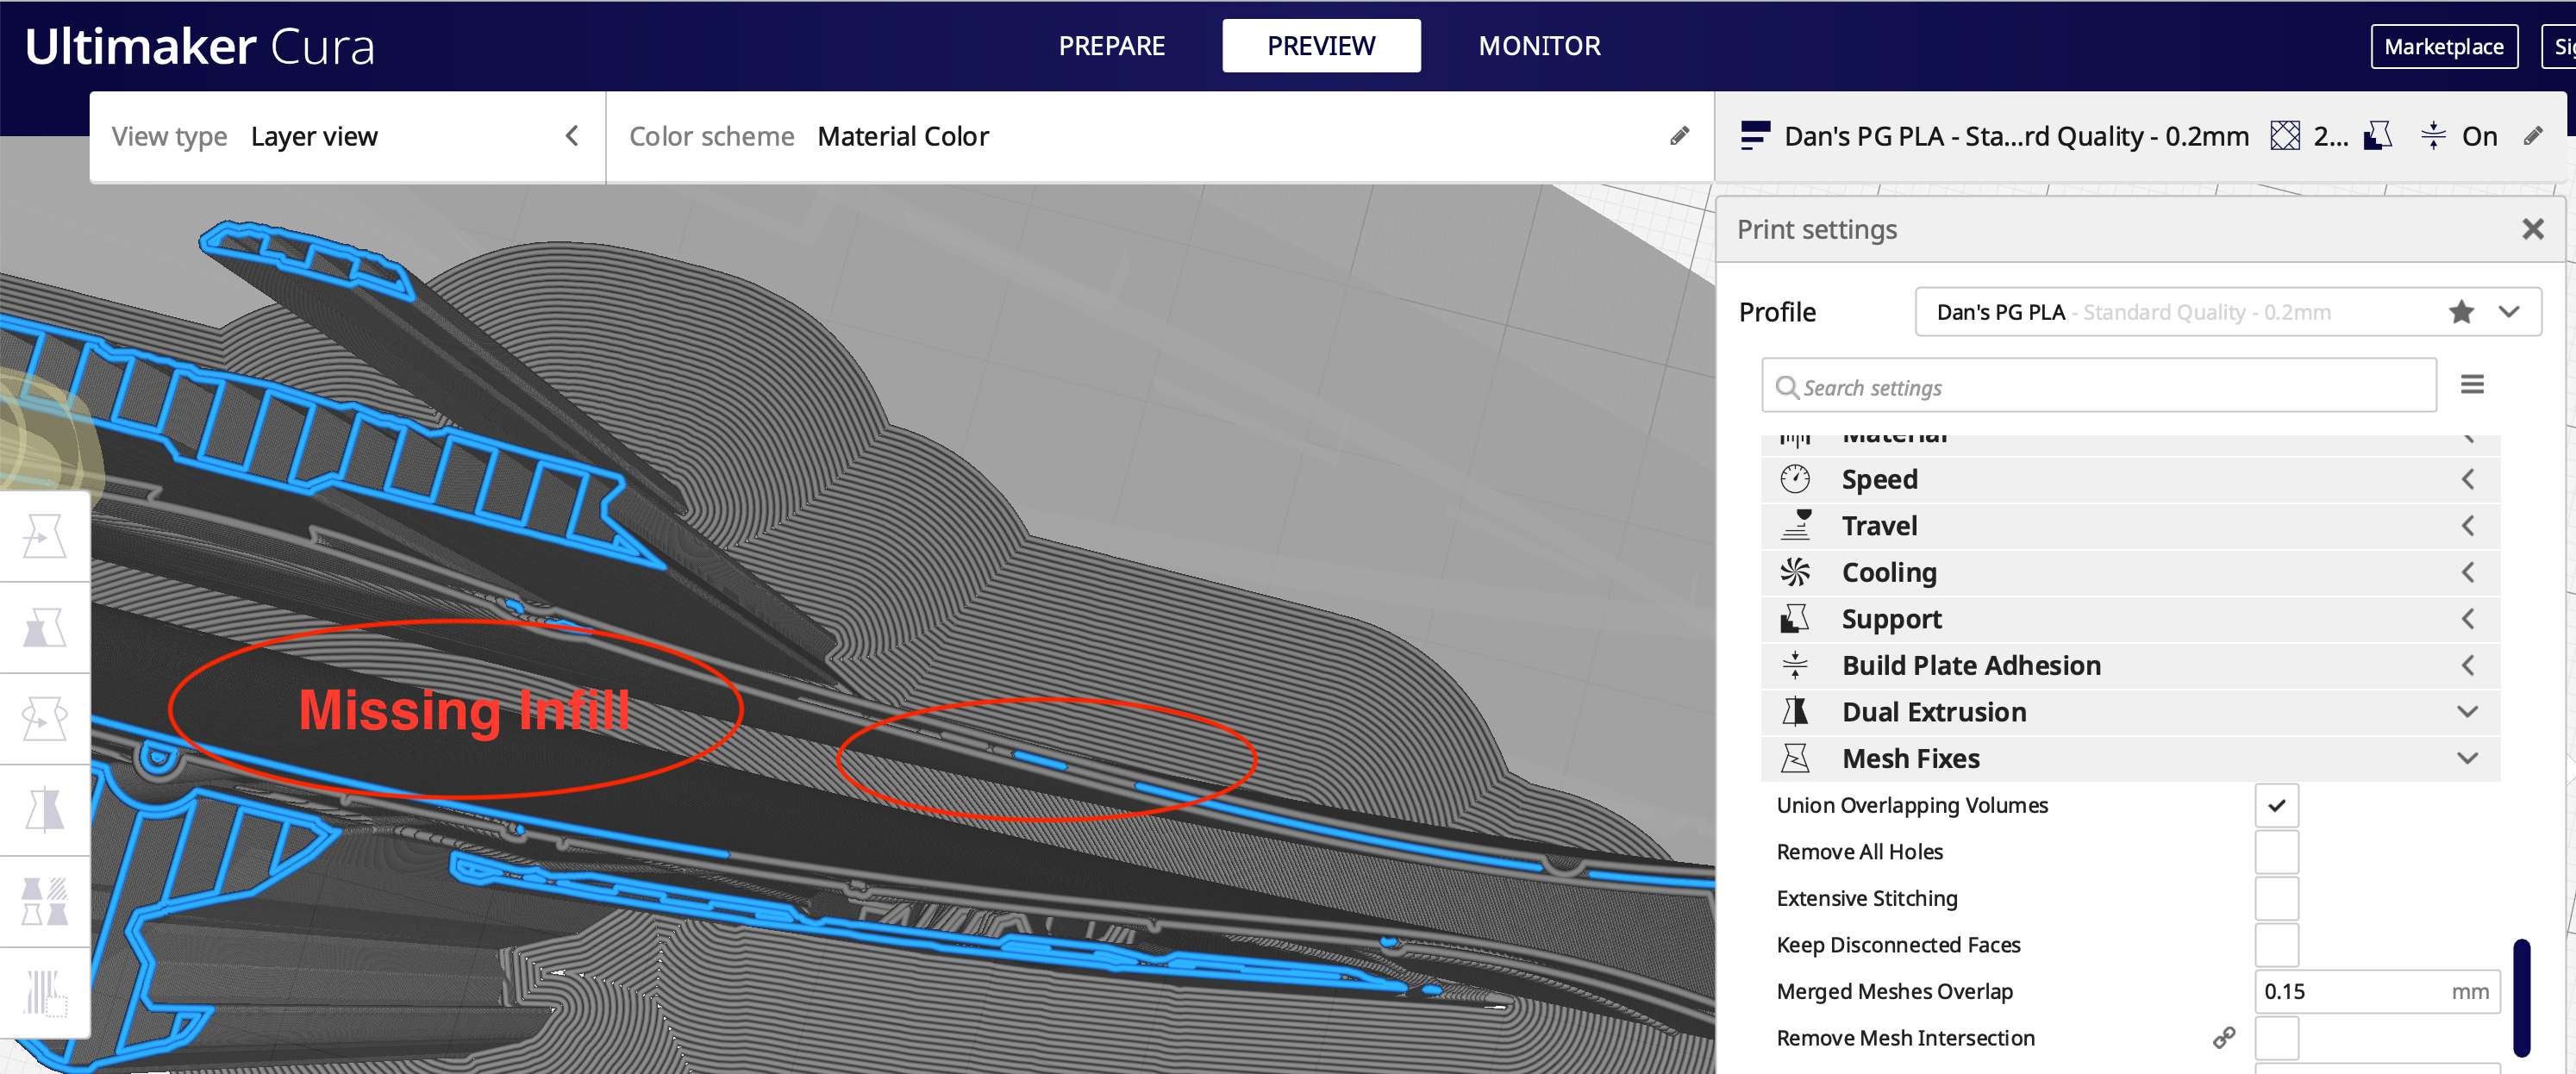 Ultimaker Cura
PREPARE
PREVIEW
MONITOR
Marketplace
View type Layer view
Color scheme Material Color
Dan's PG PLA - Sta...rd Quality - 0.2mm
2...
On
Print settings
Profile
Dan's PG PLA - Standard Quality - 0.2mm
Search settings
Material
Speed
Travel
Cooling
Support
Build Plate Adhesion
Dual Extrusion
Mesh Fixes
Union Overlapping Volumes
Remove All Holes
Extensive Stitching
Keep Disconnected Faces
Merged Meshes Overlap 0.15 mm
Remove Mesh Intersection
Missing Infill